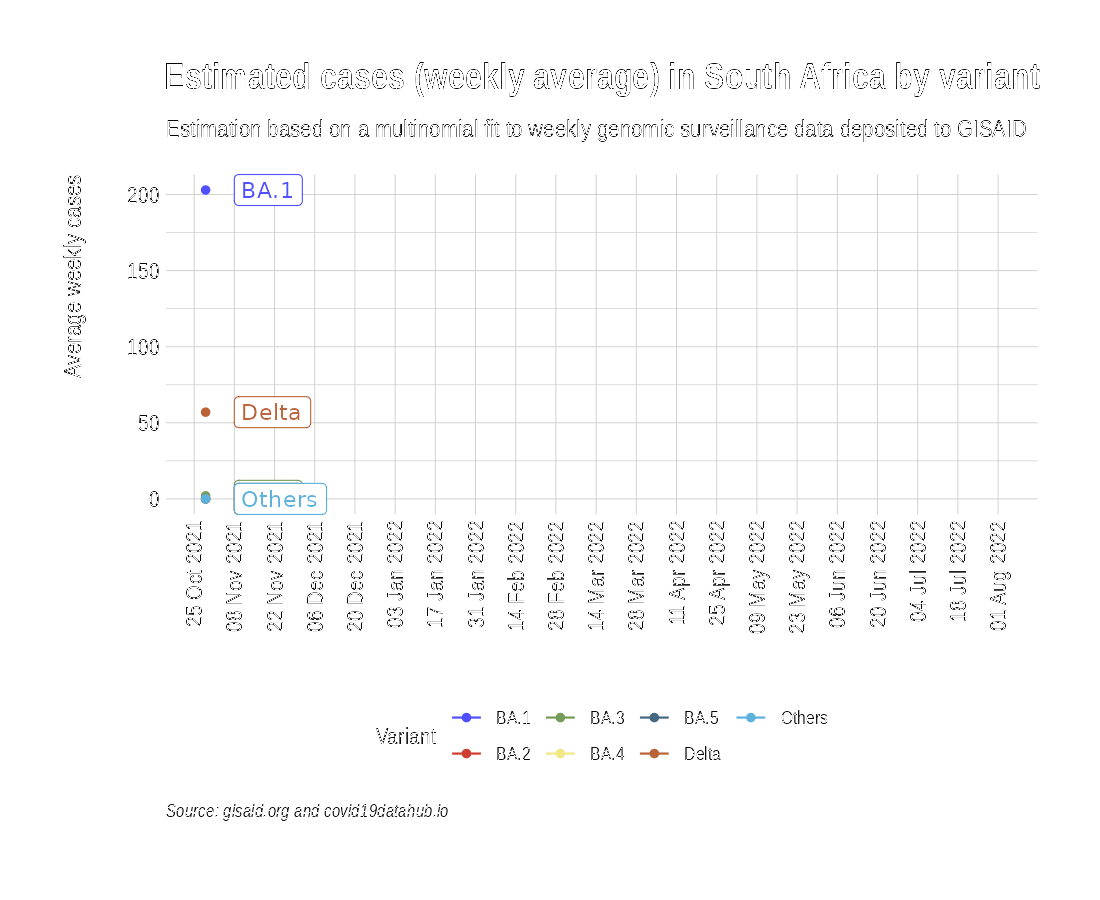 Estimated cases (weekly average) in South Africa by variant
Estimation based on a multinomial fit to weekly genomic surveillance data deposited to GISAID
Average weekly cases
200
150
100
50
0
BA.1
Delta
Others
25 Oct 2021
08 Nov 2021
22 Nov 2021
06 Dec 2021
20 Dec 2021
03 Jan 2022
17 Jan 2022
31 Jan 2022
14 Feb 2022
28 Feb 2022
14 Mar 2022
28 Mar 2022
11 Apr 2022
25 Apr 2022
09 May 2022
23 May 2022
06 Jun 2022
20 Jun 2022
04 Jul 2022
18 Jul 2022
01 Aug 2022
Variant
BA.1 BA.3 BA.5 Others
BA.2 BA.4 Delta
Source: gisaid.org and covid19datahub.io